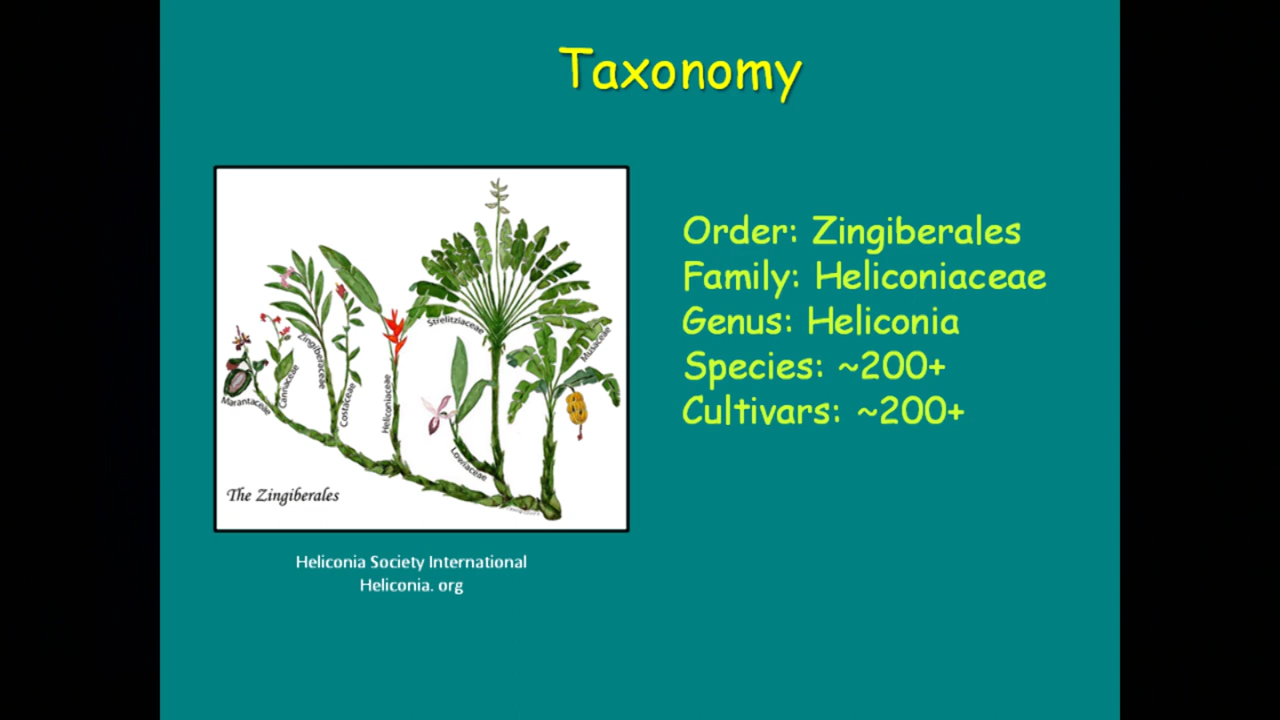 Taxonomy
Order: Zingiberales
Family: Heliconiaceae
Genus: Heliconia
Species: ~200+
Cultivars: ~200+
Marantaceae
Cannaceae
Zingiberaceae
Costaceae
Heliconiaceae
Strelitziaceae
Lowiaceae
Musaceae
The Zingiberales
Heliconia Society International
Heliconia. org